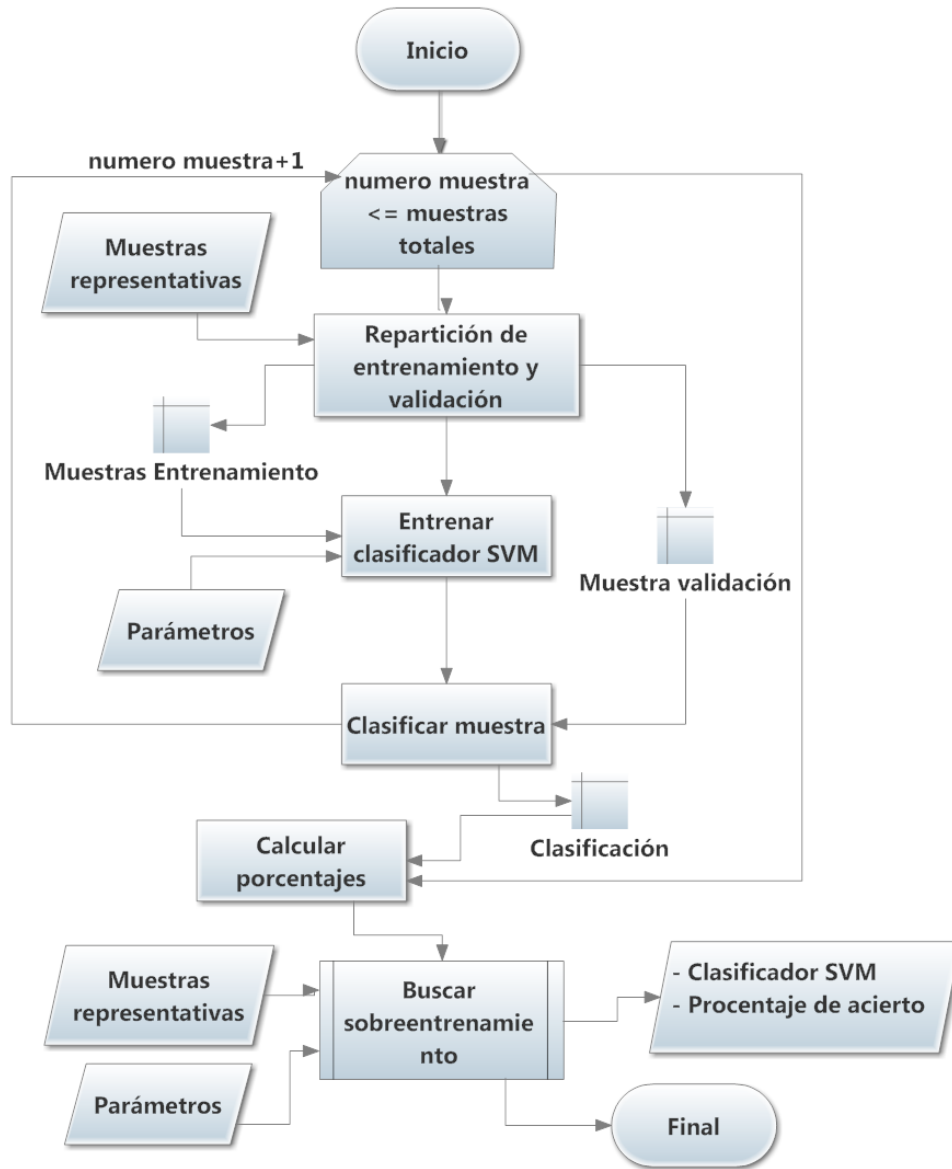 Inicio
numero muestra+1
numero muestra
<= muestras
totales
Muestras
representativas
Repartición de
entrenamiento y
validación
Muestras Entrenamiento
Entrenar
clasificador SVM
Muestra validación
Parámetros
Clasificar muestra
Clasificación
Calcular
porcentajes
Muestras
representativas
Buscar
sobreentrenamie
nto
- Clasificador SVM
- Procentaje de acierto
Parámetros
Final